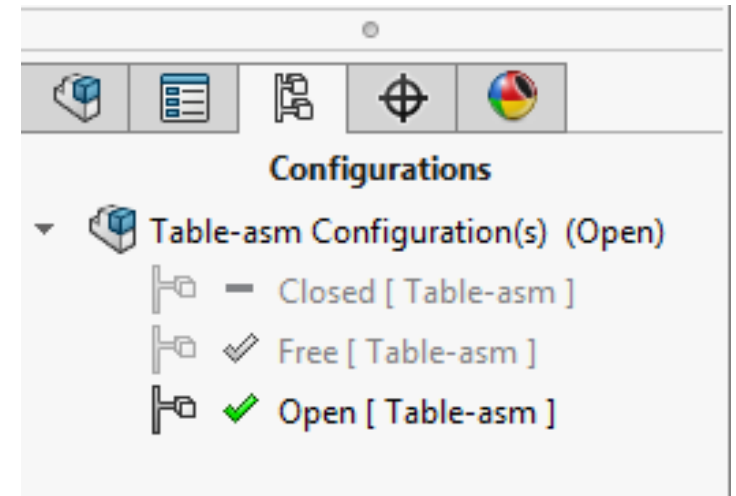 Configurations
Table-asm Configuration(s) (Open)
Closed [ Table-asm ]
Free [ Table-asm ]
Open [ Table-asm ]